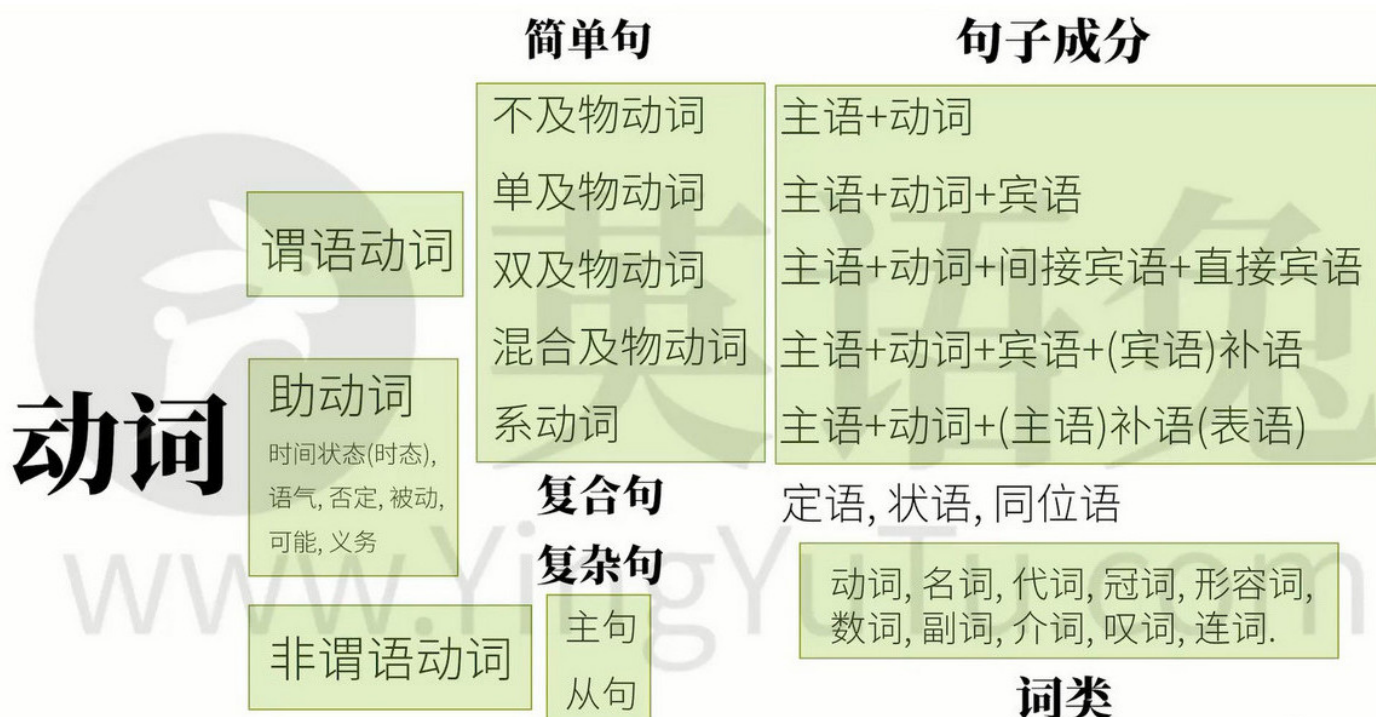 简单句
句子成分
不及物动词
主语+动词
单及物动词
主语+动词+宾语
谓语动词
双及物动词
主语+动词+间接宾语+直接宾语
混合及物动词
主语+动词+宾语+(宾语)补语
系动词
主语+动词+(主语)补语(表语)
动词
助动词
时间状态(时态),
语气, 否定, 被动,
可能, 义务
复合句
定语, 状语, 同位语
复杂句
主句
从句
非谓语动词
动词, 名词, 代词, 冠词, 形容词,
数词, 副词, 介词, 叹词, 连词.
词类
英语兔
www.YingYuTu.com